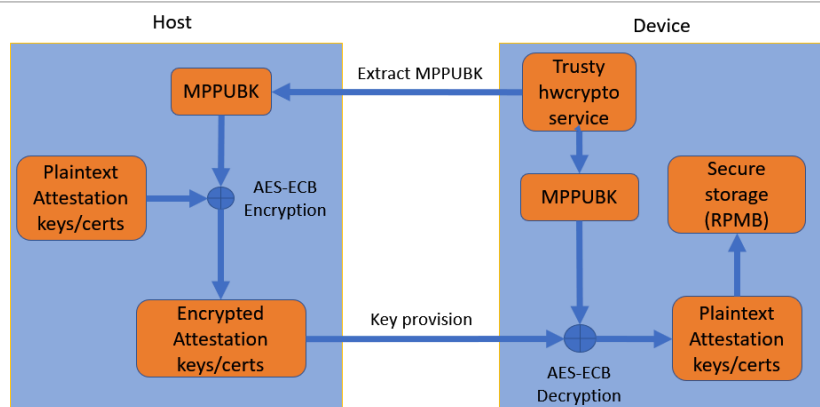 Host
Device
MPPUBK
Extract MPPUBK
Trusty
hwcrypto
service
Plaintext
Attestation
keys/certs
AES-ECB
Encryption
MPPUBK
Secure
storage
(RPMB)
Encrypted
Attestation
keys/certs
Key provision
AES-ECB
Decryption
Plaintext
Attestation
keys/certs